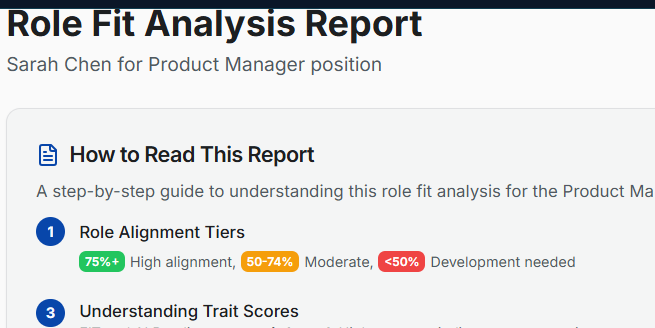 Role Fit Analysis Report
Sarah Chen for Product Manager position
How to Read This Report
A step-by-step guide to understanding this role fit analysis for the Product Ma
1 Role Alignment Tiers
75%+ High alignment, 50-74% Moderate, <50% Development needed
3 Understanding Trait Scores